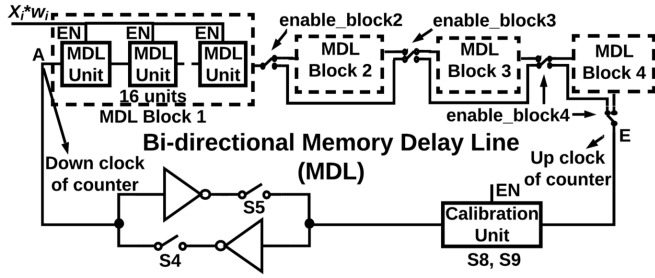 Xi*wi
enable_block2
enable_block3
EN EN EN
A
MDL Unit
MDL Unit
MDL Unit
16 units
MDL Block 1
MDL Block 2
MDL Block 3
MDL Block 4
enable_block4
E
Bi-directional Memory Delay Line
(MDL)
Down clock
of counter
Up clock
of counter
S5
S4
EN
Calibration
Unit
S8, S9